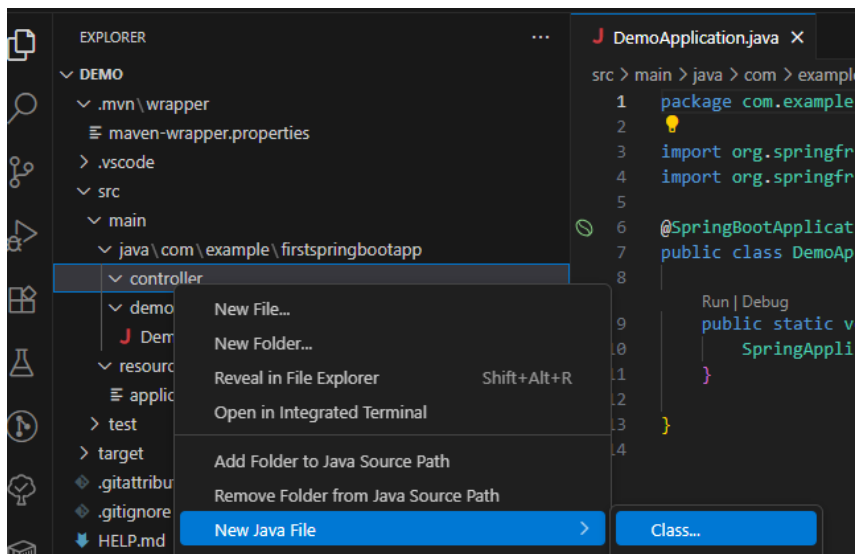 EXPLORER
···
DEMO
.mvn\wrapper
maven-wrapper.properties
.vscode
src
main
java\com\example\firstspringbootapp
controller
demo
J Dem
resourc
applic
test
target
.gitattribu
.gitignore
HELP.md
New File...
New Folder...
Reveal in File Explorer Shift+Alt+R
Open in Integrated Terminal
Add Folder to Java Source Path
Remove Folder from Java Source Path
New Java File
Class...
J DemoApplication.java
src > main > java > com > example
1 package com.example
2
3 import org.springfr
4 import org.springfr
5
6 @SpringBootApplicat
7 public class DemoAp
8
Run | Debug
9 public static v
10 SpringAppli
11 }
12
13 }
14